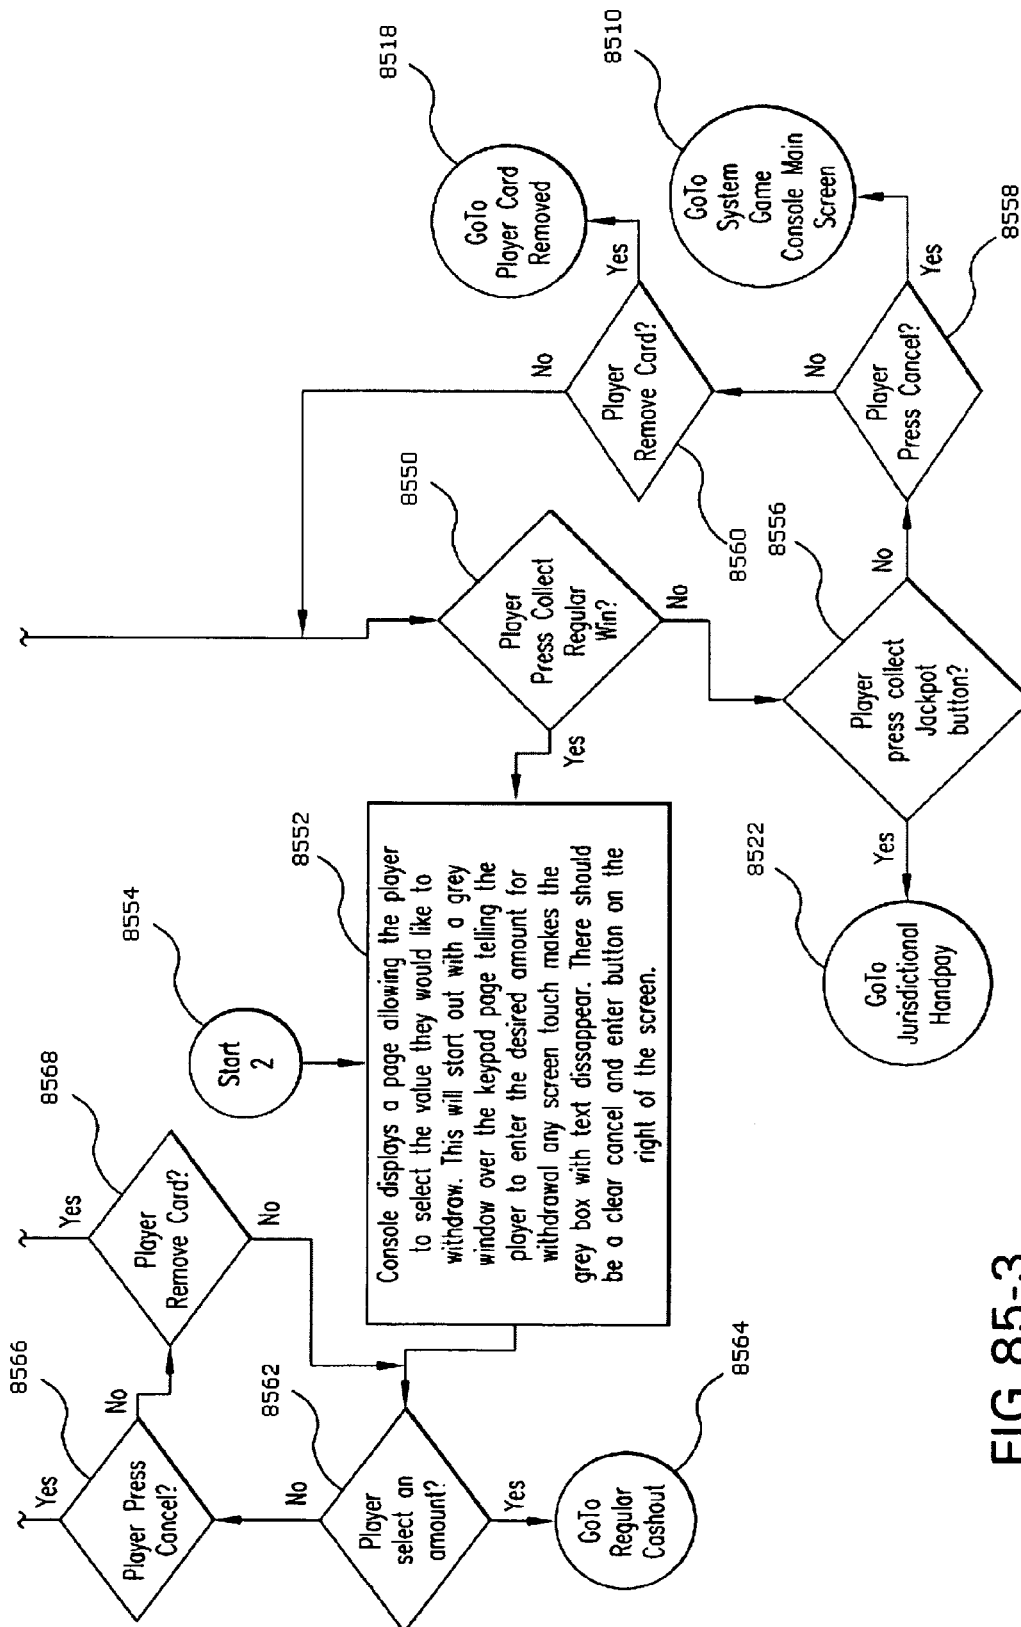 8518
GoTo
Player Card
Removed
8510
GoTo
System
Game
Console Main
Screen
Yes
Yes
8558
No
Player
Remove Card?
No
Player
Press Cancel?
8550
8560
8556
Player
Press Collect
Regular
Win?
No
No
Player
press collect
Jackpot
button?
Yes
Yes
8552
8522
Console displays a page allowing the player
to select the value they would like to
withdraw. This will start out with a grey
window over the keypad page telling the
player to enter the desired amount for
withdrawal any screen touch makes the
grey box with text disappear. There should
be a clear cancel and enter button on the
right of the screen.
GoTo
Jurisdictional
Handpay
8554
Start
2
8568
Yes
Player
Remove Card?
No
8566
8562
8564
No
Yes
Player Press
Cancel?
No
Player
select an
amount?
Yes
GoTo
Regular
Cashout
FIG 85-3